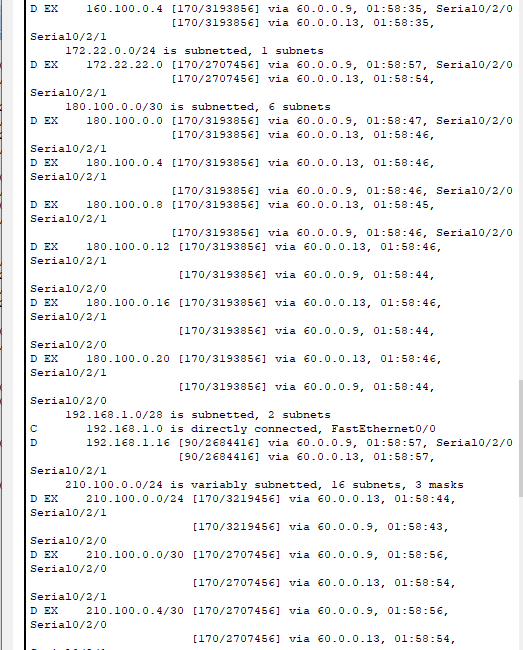 D EX    160.100.0.4 [170/3193856] via 60.0.0.9, 01:58:35, Serial0/2/0
                    [170/3193856] via 60.0.0.13, 01:58:35,
Serial0/2/1
     172.22.0.0/24 is subnetted, 1 subnets
D EX    172.22.22.0 [170/2707456] via 60.0.0.9, 01:58:57, Serial0/2/0
                    [170/2707456] via 60.0.0.13, 01:58:54,
Serial0/2/1
     180.100.0.0/30 is subnetted, 6 subnets
D EX    180.100.0.0 [170/3193856] via 60.0.0.9, 01:58:47, Serial0/2/0
                    [170/3193856] via 60.0.0.13, 01:58:46,
Serial0/2/1
D EX    180.100.0.4 [170/3193856] via 60.0.0.13, 01:58:46,
Serial0/2/1
                    [170/3193856] via 60.0.0.9, 01:58:46, Serial0/2/0
D EX    180.100.0.8 [170/3193856] via 60.0.0.13, 01:58:45,
Serial0/2/1
                    [170/3193856] via 60.0.0.9, 01:58:46, Serial0/2/0
D EX    180.100.0.12 [170/3193856] via 60.0.0.13, 01:58:46,
Serial0/2/1
                     [170/3193856] via 60.0.0.9, 01:58:44,
Serial0/2/0
D EX    180.100.0.16 [170/3193856] via 60.0.0.13, 01:58:46,
Serial0/2/1
                     [170/3193856] via 60.0.0.9, 01:58:44,
Serial0/2/0
D EX    180.100.0.20 [170/3193856] via 60.0.0.13, 01:58:46,
Serial0/2/1
                     [170/3193856] via 60.0.0.9, 01:58:44,
Serial0/2/0
     192.168.1.0/28 is subnetted, 2 subnets
C       192.168.1.0 is directly connected, FastEthernet0/0
D       192.168.1.16 [90/2684416] via 60.0.0.9, 01:58:57, Serial0/2/0
                     [90/2684416] via 60.0.0.13, 01:58:57,
Serial0/2/1
     210.100.0.0/24 is variably subnetted, 16 subnets, 3 masks
D EX    210.100.0.0/24 [170/3219456] via 60.0.0.13, 01:58:44,
Serial0/2/1
                       [170/3219456] via 60.0.0.9, 01:58:43,
Serial0/2/0
D EX    210.100.0.0/30 [170/2707456] via 60.0.0.9, 01:58:56,
Serial0/2/0
                       [170/2707456] via 60.0.0.13, 01:58:54,
Serial0/2/1
D EX    210.100.0.4/30 [170/2707456] via 60.0.0.9, 01:58:56,
Serial0/2/0
                       [170/2707456] via 60.0.0.13, 01:58:54,